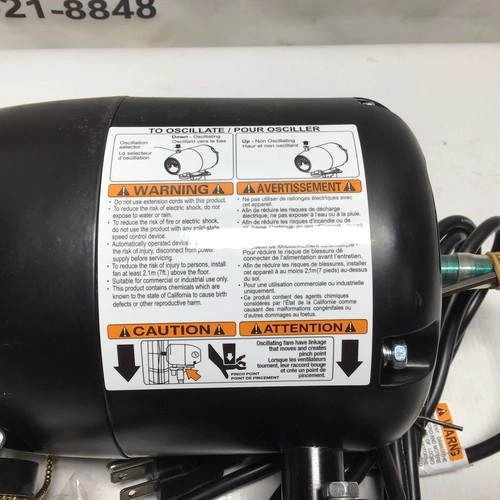 21-8848
TO OSCILLATE / POUR OSCILLER
Oscillation
selector
Le selecteur
d'oscillation
Down - Oscillating
Oscillant vers le bas
Up - Non Oscillating
Haut et non oscillant
WARNING
• Do not use extension cords with this product.
• To reduce the risk of electric shock, do not
expose to water or rain.
• To reduce the risk of fire or electric shock,
do not use the product with any solid-state
speed control device.
• Automatically operated device
the risk of injury, disconnect from power
supply before servicing.
• To reduce the risk of injury to persons, install
fan at least 2.1m (7ft.) above the floor.
• Suitable for commercial or industrial use only.
• This product contains chemicals which are
known to the state of California to cause birth
defects or other reproductive harm.
AVERTISSEMENT
• Ne pas utiliser de rallonges électriques avec
cet appareil.
• Afin de réduire les risques de décharge
électrique, ne pas exposer à l'eau ou à la pluie.
• Afin de réduire les risques d'incendie ou de
de fonctionnement automatique
Pour réduire le risque de blessure de
connecter de l'alimentation avant l'entretien.
• Afin de réduire les risques de blessures, installer
cet appareil à au moins 2,1m(7 pieds) au-dessus
du sol.
• Pour une utilisation commerciale ou industrielle
uniquement.
• Ce produit contient des agents chimiques
considérés par l'État de la Californie comme
causant des malformations congénitales ou
d'autres dommages au foetus.
CAUTION
ATTENTION
PINCH POINT
POINT DE PINCEMENT
Oscillating fans have linkage
that moves and creates
pinch point
Lorsque les ventilateurs
tournent, leur raccord bouge
et crée un point de
pincement.
WARN